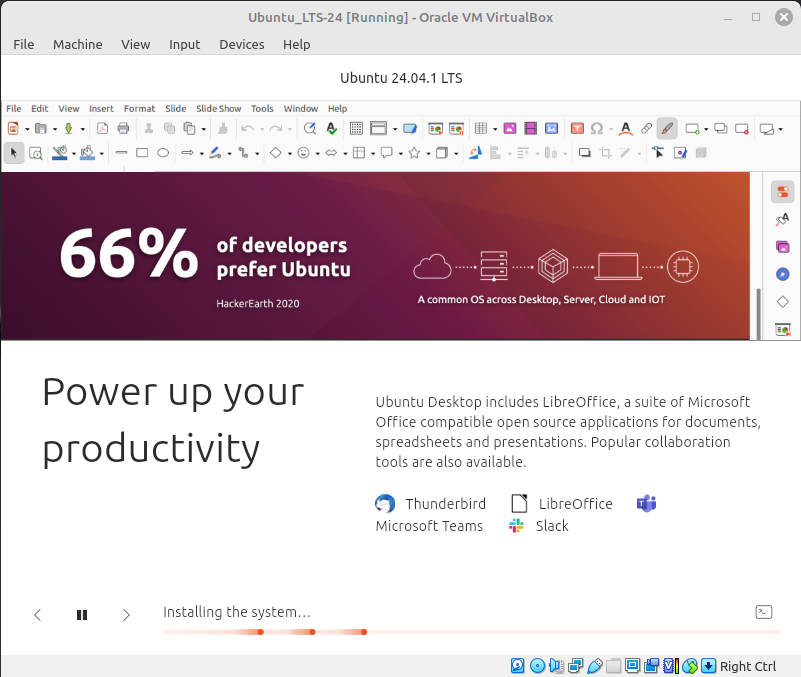 Ubuntu_LTS-24 [Running] - Oracle VM VirtualBox
File Machine View Input Devices Help
Ubuntu 24.04.1 LTS
File Edit View Insert Format Slide Slide Show Tools Window Help
66% of developers
prefer Ubuntu
HackerEarth 2020
A common OS across Desktop, Server, Cloud and IOT
Power up your
productivity
Ubuntu Desktop includes LibreOffice, a suite of Microsoft
Office compatible open source applications for documents,
spreadsheets and presentations. Popular collaboration
tools are also available.
Thunderbird LibreOffice
Microsoft Teams Slack
Installing the system…
Right Ctrl